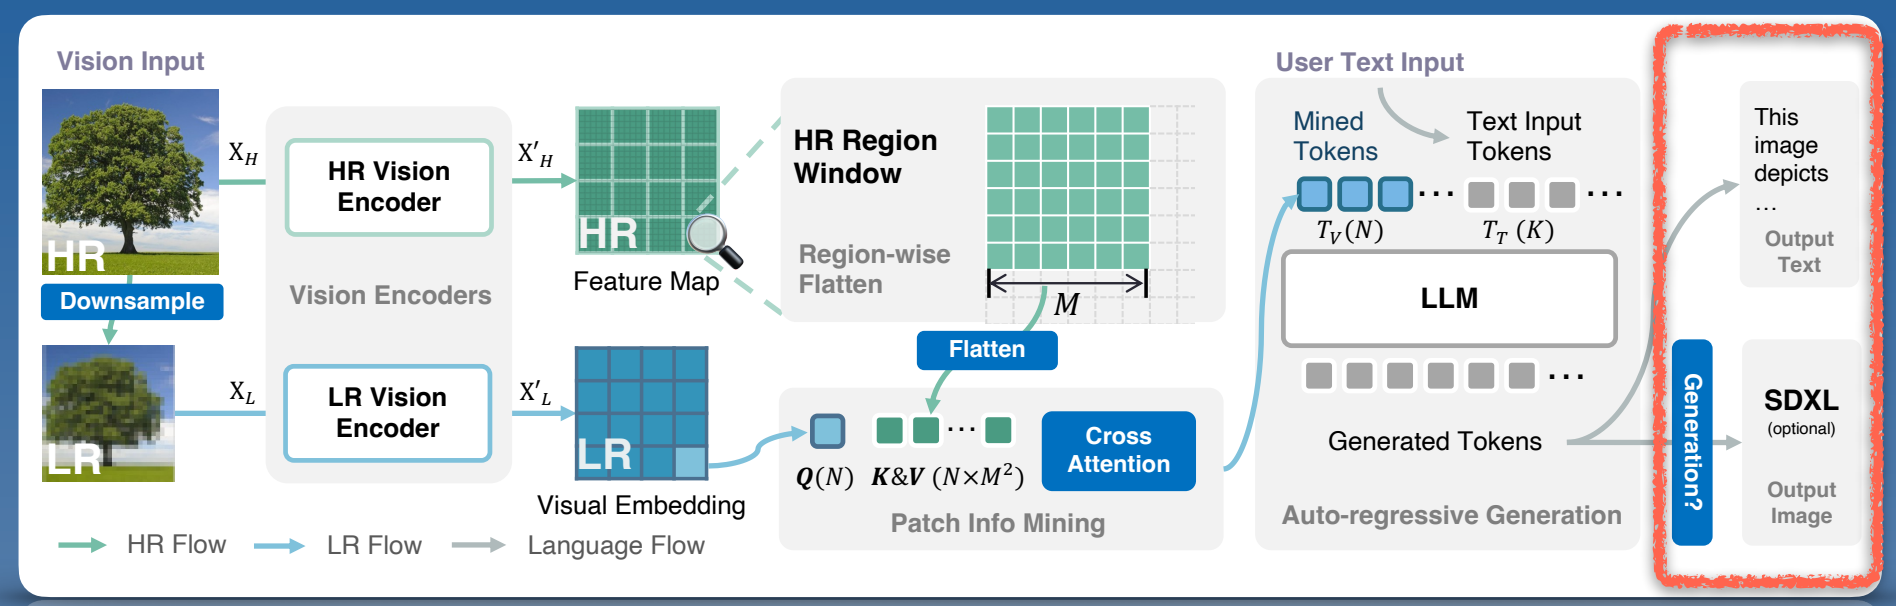 Vision Input
HR
Downsample
LR
X_H
X_L
HR Vision
Encoder
Vision Encoders
LR Vision
Encoder
X′_H
X′_L
HR
Feature Map
LR
Visual Embedding
HR Flow
LR Flow
Language Flow
HR Region
Window
Region-wise
Flatten
M
Flatten
Q(N)
K&V (N×M²)
Cross
Attention
Patch Info Mining
User Text Input
Mined
Tokens
Text Input
Tokens
...
...
T_V(N)
T_T (K)
LLM
...
Generated Tokens
Auto-regressive Generation
This
image
depicts
...
Output
Text
Generation?
SDXL
(optional)
Output
Image